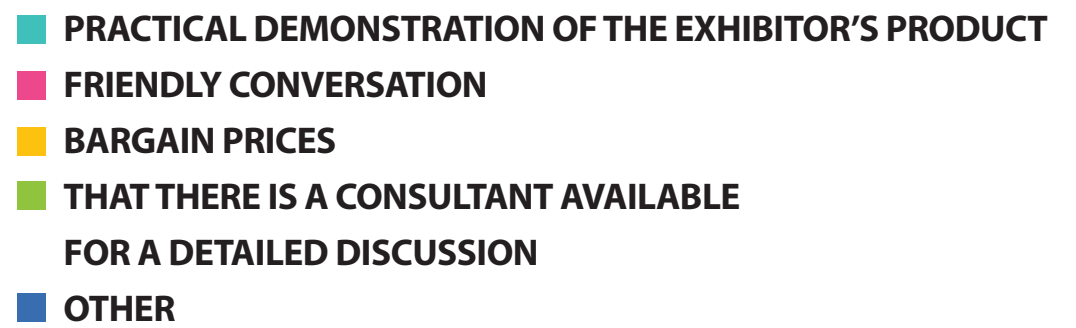 PRACTICAL DEMONSTRATION OF THE EXHIBITOR’S PRODUCT
FRIENDLY CONVERSATION
BARGAIN PRICES
THAT THERE IS A CONSULTANT AVAILABLE
FOR A DETAILED DISCUSSION
OTHER